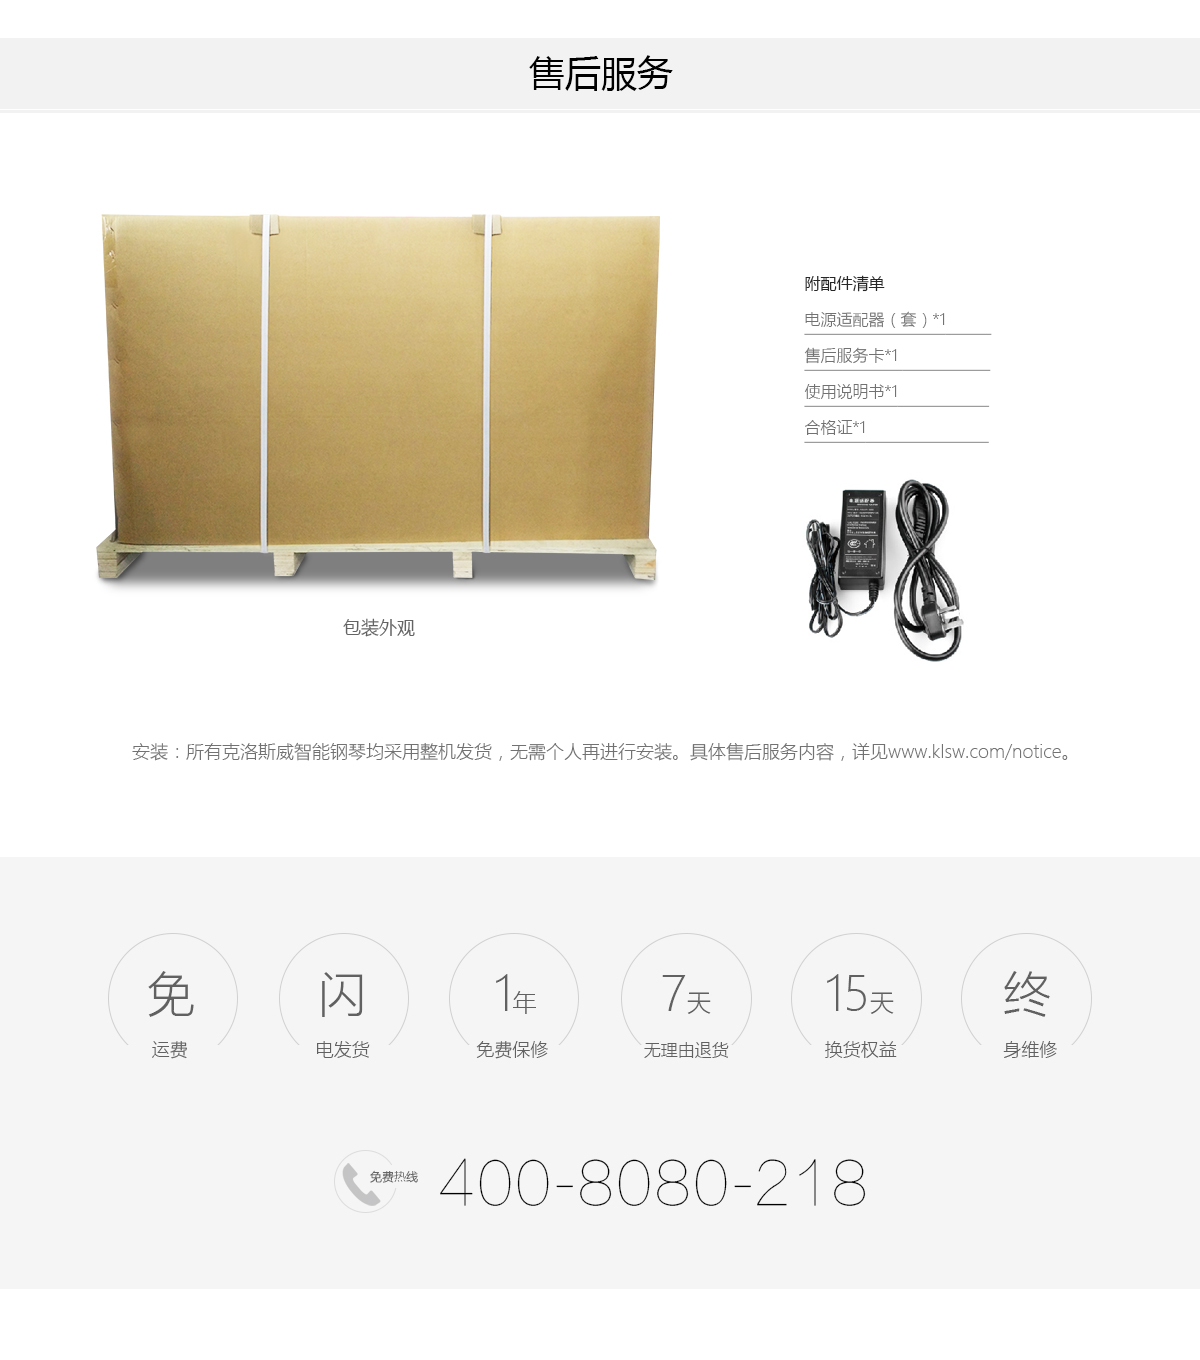 售后服务
附配件清单
电源适配器（套）*1
售后服务卡*1
使用说明书*1
合格证*1
包装外观
安装：所有克洛斯威智能钢琴均采用整机发货，无需个人再进行安装。具体售后服务内容，详见www.klsw.com/notice。
免
运费
闪
电发货
1年
免费保修
7天
无理由退货
15天
换货权益
终
身维修
免费热线
400-8080-218